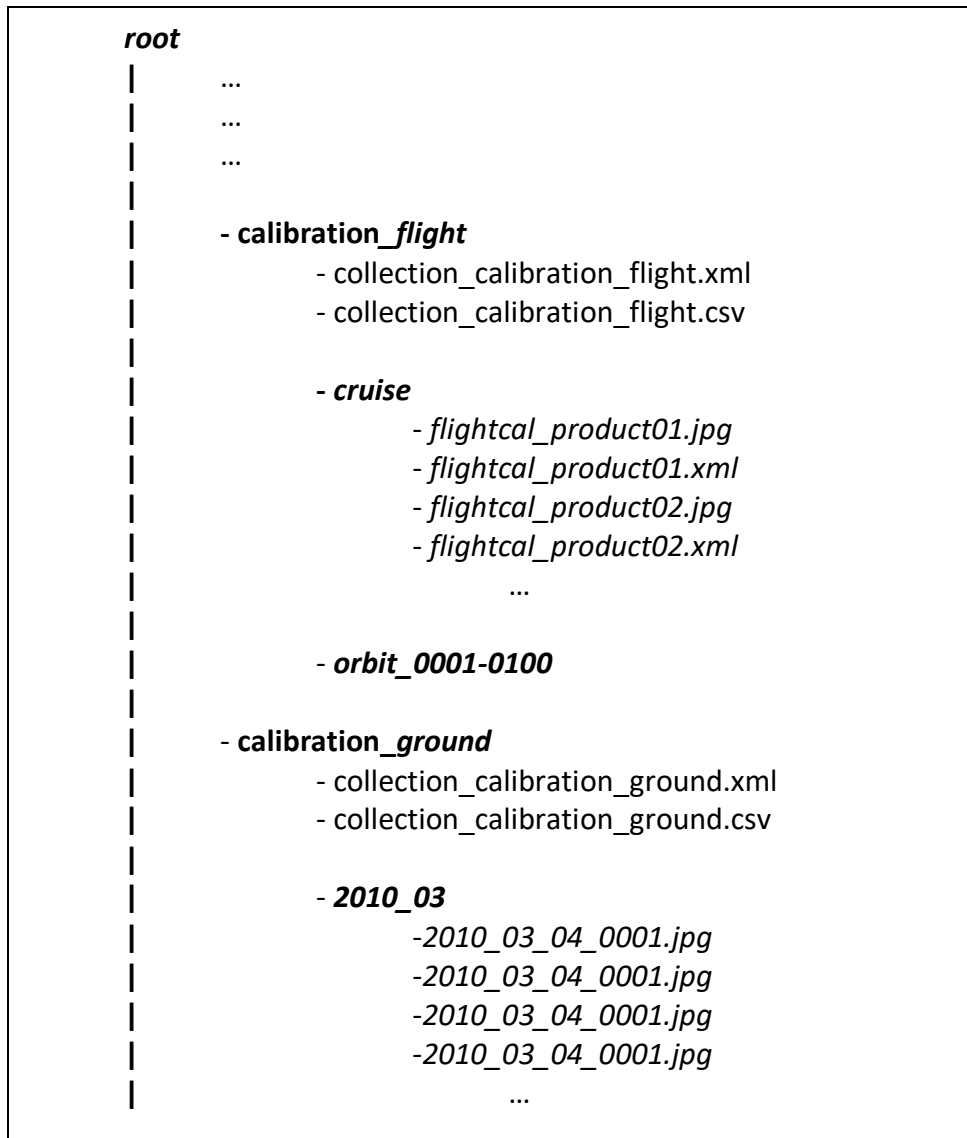 root
| ...
| ...
| ...
|
| - calibration_flight
| - collection_calibration_flight.xml
| - collection_calibration_flight.csv
|
| - cruise
| - flightcal_product01.jpg
| - flightcal_product01.xml
| - flightcal_product02.jpg
| - flightcal_product02.xml
| ...
|
| - orbit_0001-0100
|
| - calibration_ground
| - collection_calibration_ground.xml
| - collection_calibration_ground.csv
|
| - 2010_03
| -2010_03_04_0001.jpg
| -2010_03_04_0001.jpg
| -2010_03_04_0001.jpg
| -2010_03_04_0001.jpg
| ...